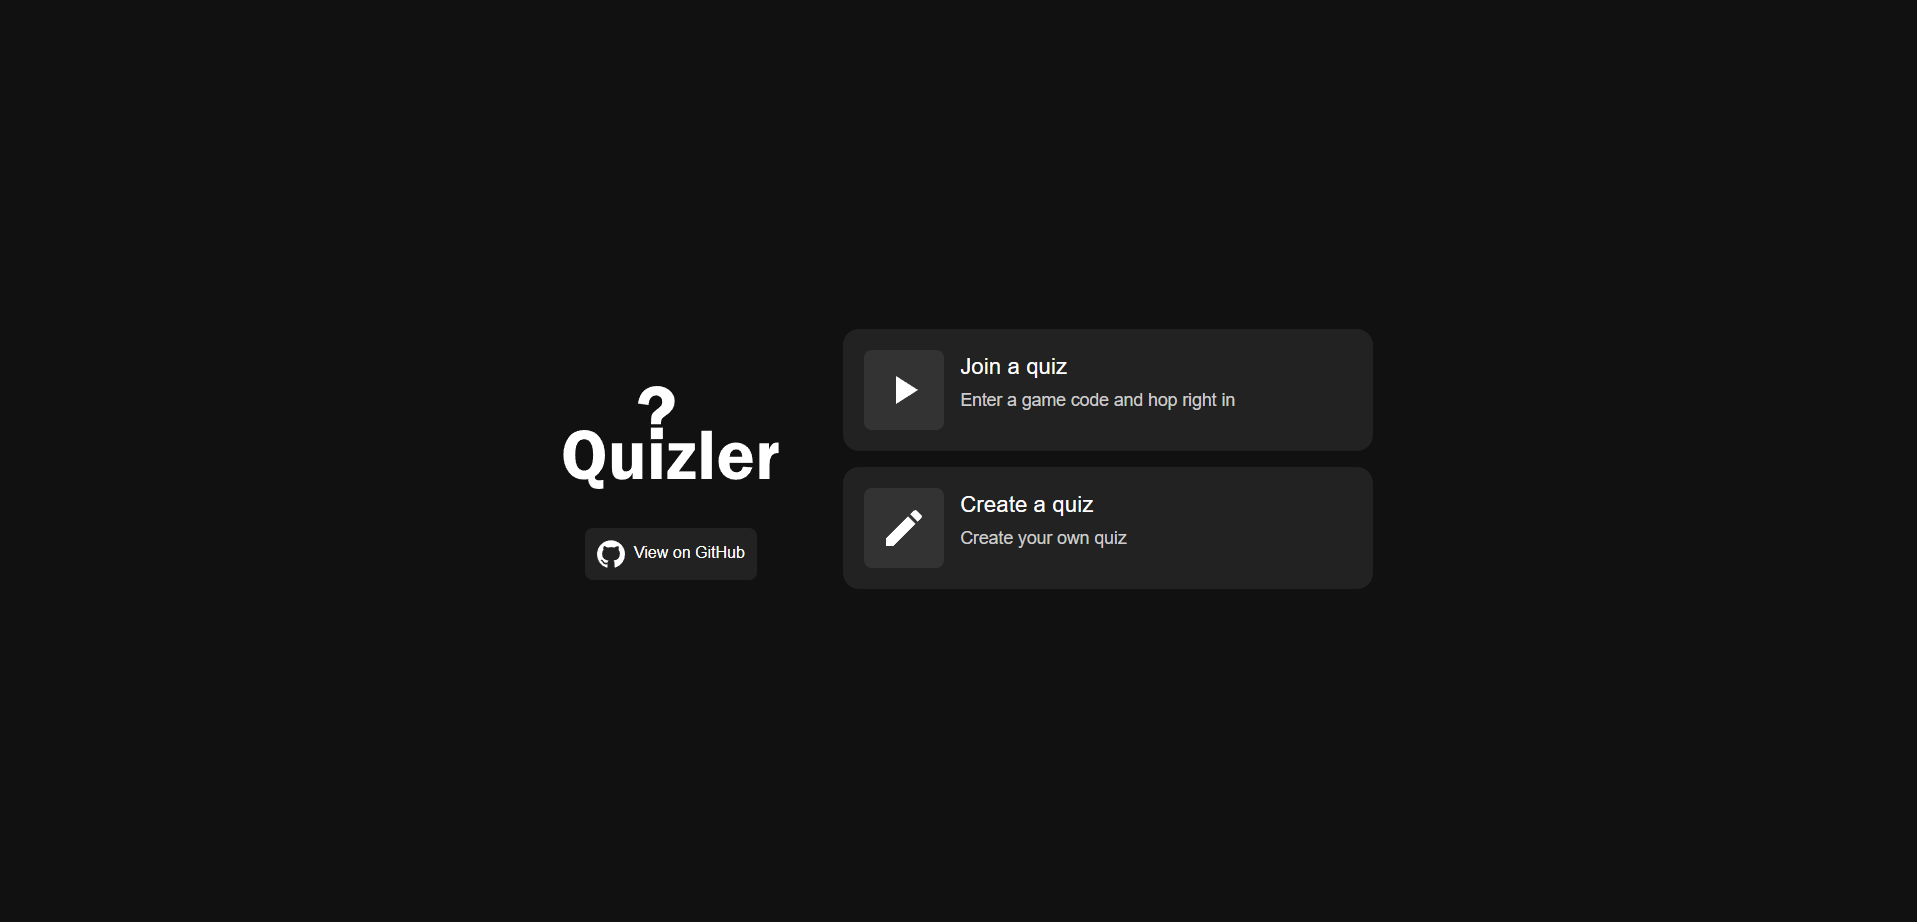 Quizler
View on GitHub
Join a quiz
Enter a game code and hop right in
Create a quiz
Create your own quiz